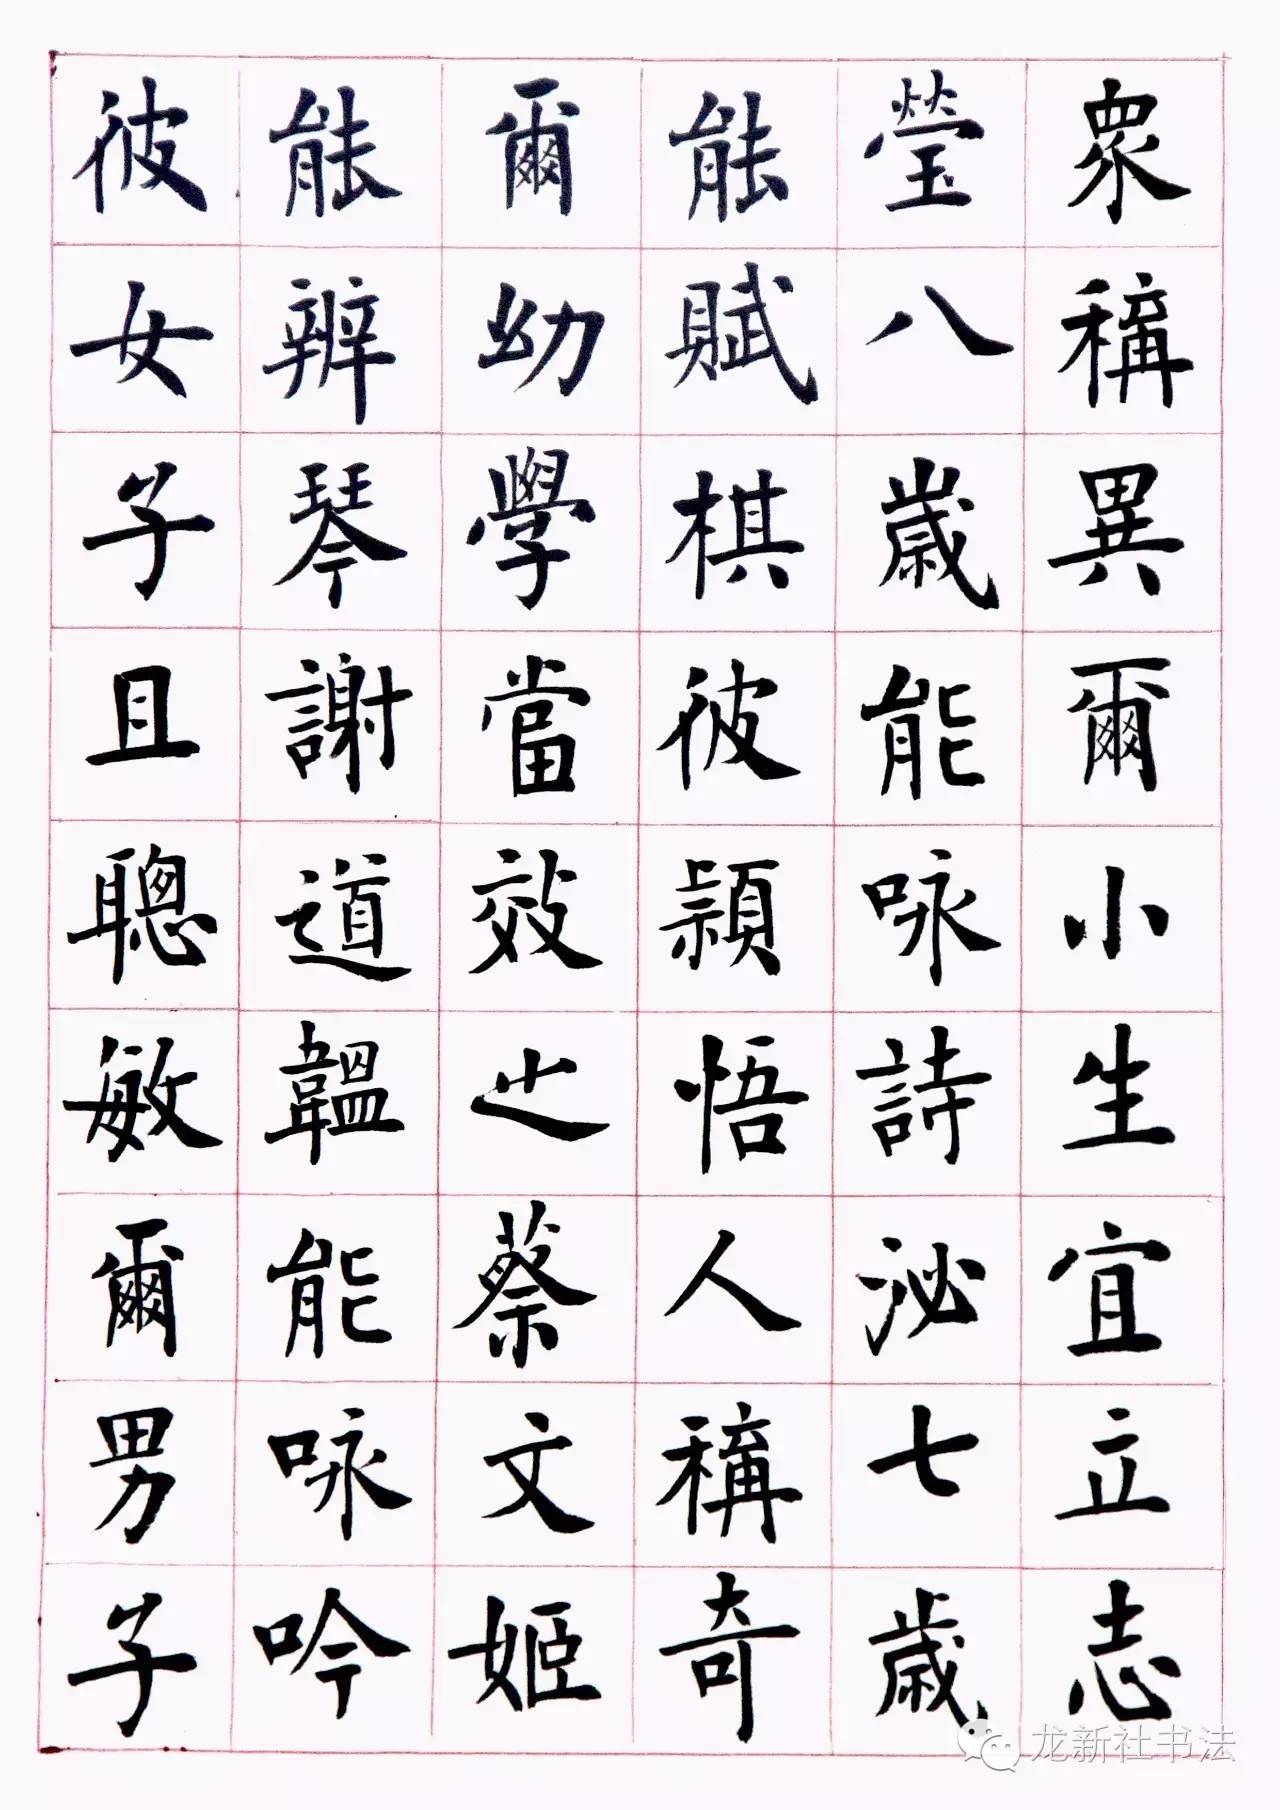 眾稱異爾小生宜立志
瑩八歲能咏詩泌七歲
能賦棋彼穎悟人稱奇
爾幼學當效之蔡文姬
能辨琴謝道韞能咏吟
彼女子且聰敏爾男子
龙新社书法